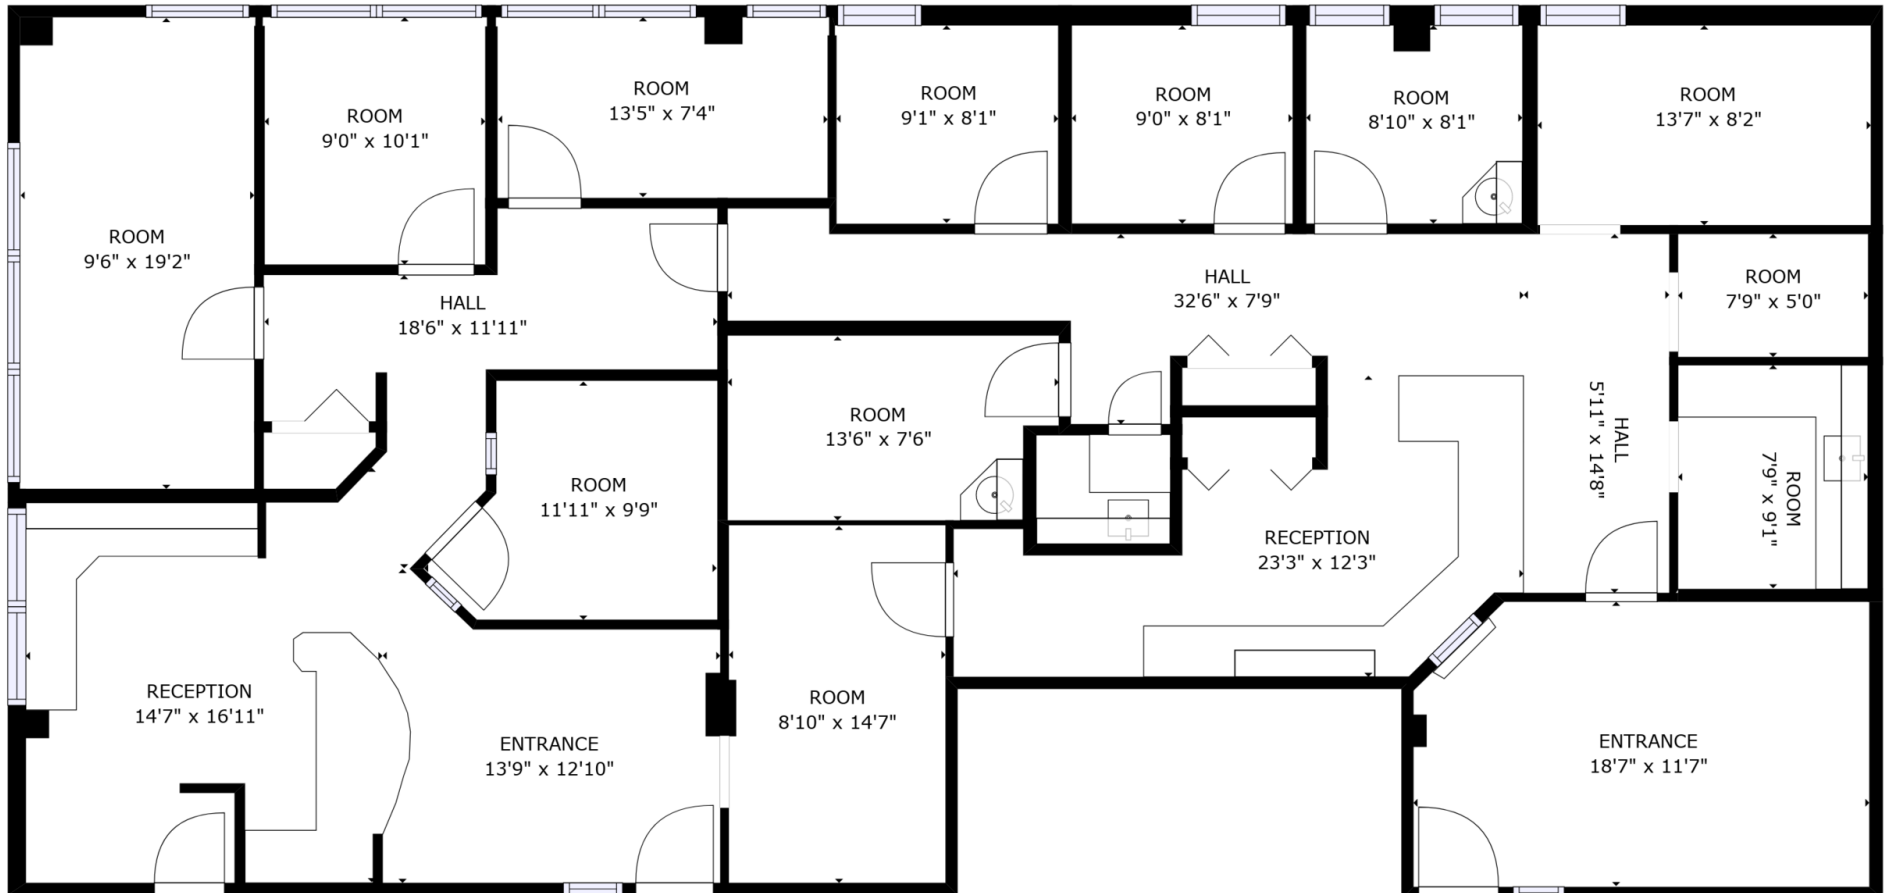 ROOM
9'6" x 19'2"
ROOM
9'0" x 10'1"
ROOM
13'5" x 7'4"
ROOM
9'1" x 8'1"
ROOM
9'0" x 8'1"
ROOM
8'10" x 8'1"
ROOM
13'7" x 8'2"
HALL
18'6" x 11'11"
HALL
32'6" x 7'9"
ROOM
7'9" x 5'0"
ROOM
13'6" x 7'6"
HALL
5'11" x 14'8"
ROOM
7'9" x 9'1"
ROOM
11'11" x 9'9"
RECEPTION
23'3" x 12'3"
RECEPTION
14'7" x 16'11"
ENTRANCE
13'9" x 12'10"
ROOM
8'10" x 14'7"
ENTRANCE
18'7" x 11'7"